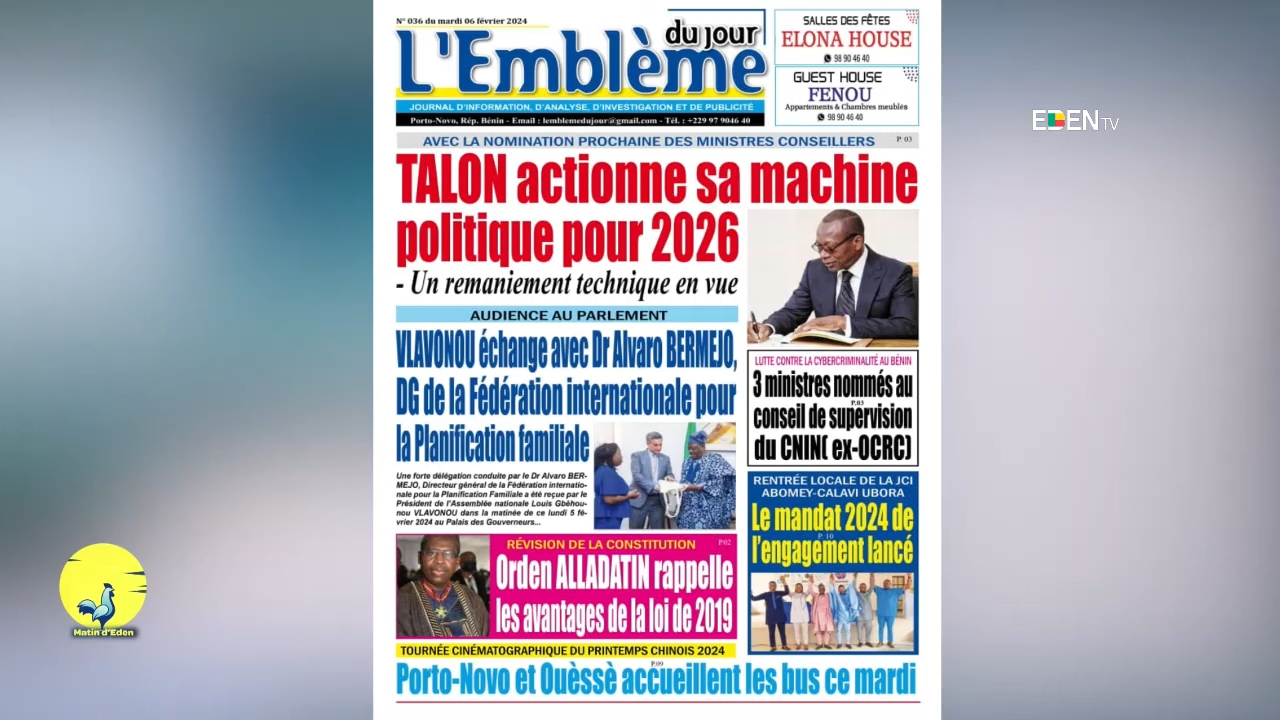 N° 036 du mardi 06 février 2024
L'Emblème
du jour
JOURNAL D'INFORMATION, D'ANALYSE, D'INVESTIGATION ET DE PUBLICITÉ
Porto-Novo, Rép. Bénin - Email : lemblemedujour@gmail.com - Tél. : +229 97 9046 40
SALLES DES FÊTES
ELONA HOUSE
98 90 46 40
GUEST HOUSE
FENOU
Appartements & Chambres meublés
98 90 46 40
EDEN TV
AVEC LA NOMINATION PROCHAINE DES MINISTRES CONSEILLERS
P. 03
TALON actionne sa machine
politique pour 2026
- Un remaniement technique en vue
AUDIENCE AU PARLEMENT
VLAVONOU échange avec Dr Alvaro BERMEJO,
DG de la Fédération internationale pour
la Planification familiale
Une forte délégation conduite par le Dr Alvaro BER-
MEJO, Directeur général de la Fédération internatio-
nale pour la Planification Familiale a été reçue par le
Président de l'Assemblée nationale Louis Gbèhou-
nou VLAVONOU dans la matinée de ce lundi 5 fé-
vrier 2024 au Palais des Gouverneurs...
LUTTE CONTRE LA CYBERCRIMINALITÉ AU BÉNIN
3 ministres nommés au
P.03
conseil de supervision
du CNIN( ex-OCRC)
RENTRÉE LOCALE DE LA JCI
ABOMEY-CALAVI UBORA
Le mandat 2024 de
P. 10
l'engagement lancé
RÉVISION DE LA CONSTITUTION
P.02
Orden ALLADATIN rappelle
les avantages de la loi de 2019
TOURNÉE CINÉMATOGRAPHIQUE DU PRINTEMPS CHINOIS 2024
P.09
Porto-Novo et Ouèssè accueillent les bus ce mardi
Matin d'Eden